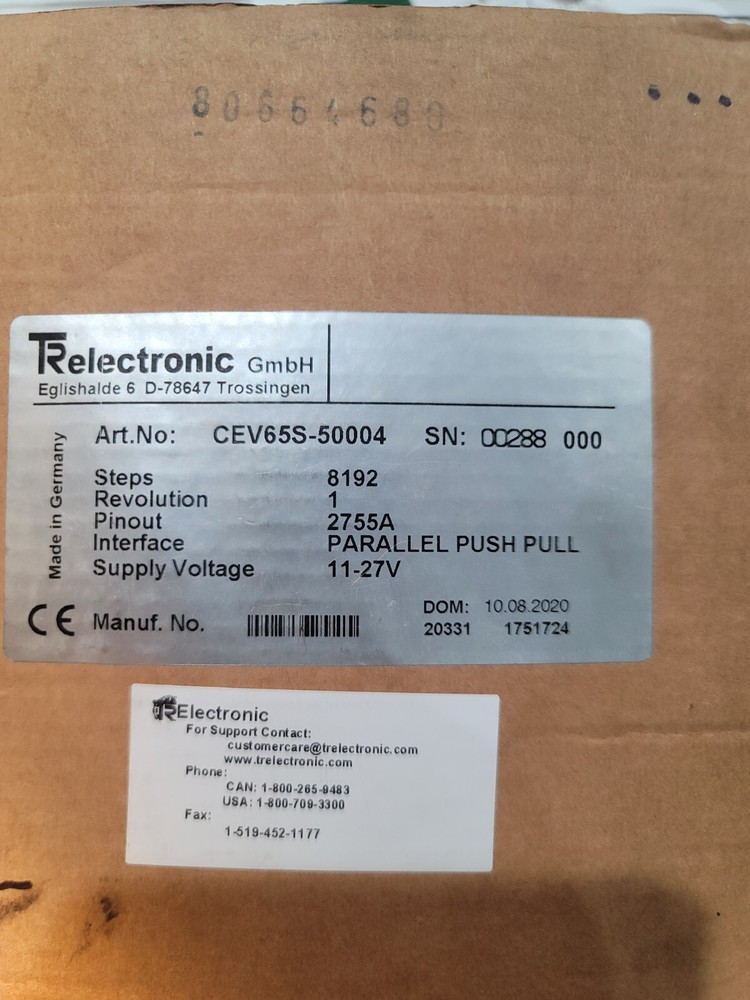 80664680
TRelectronic GmbH
Eglishalde 6 D-78647 Trossingen
Art.No: CEV65S-50004 SN: 00288 000
Made in Germany
Steps 8192
Revolution 1
Pinout 2755A
Interface PARALLEL PUSH PULL
Supply Voltage 11-27V
CE Manuf. No.
DOM: 10.08.2020
20331 1751724
TRElectronic
For Support Contact:
customercare@trelectronic.com
www.trelectronic.com
Phone:
CAN: 1-800-265-9483
USA: 1-800-709-3300
Fax:
1-519-452-1177